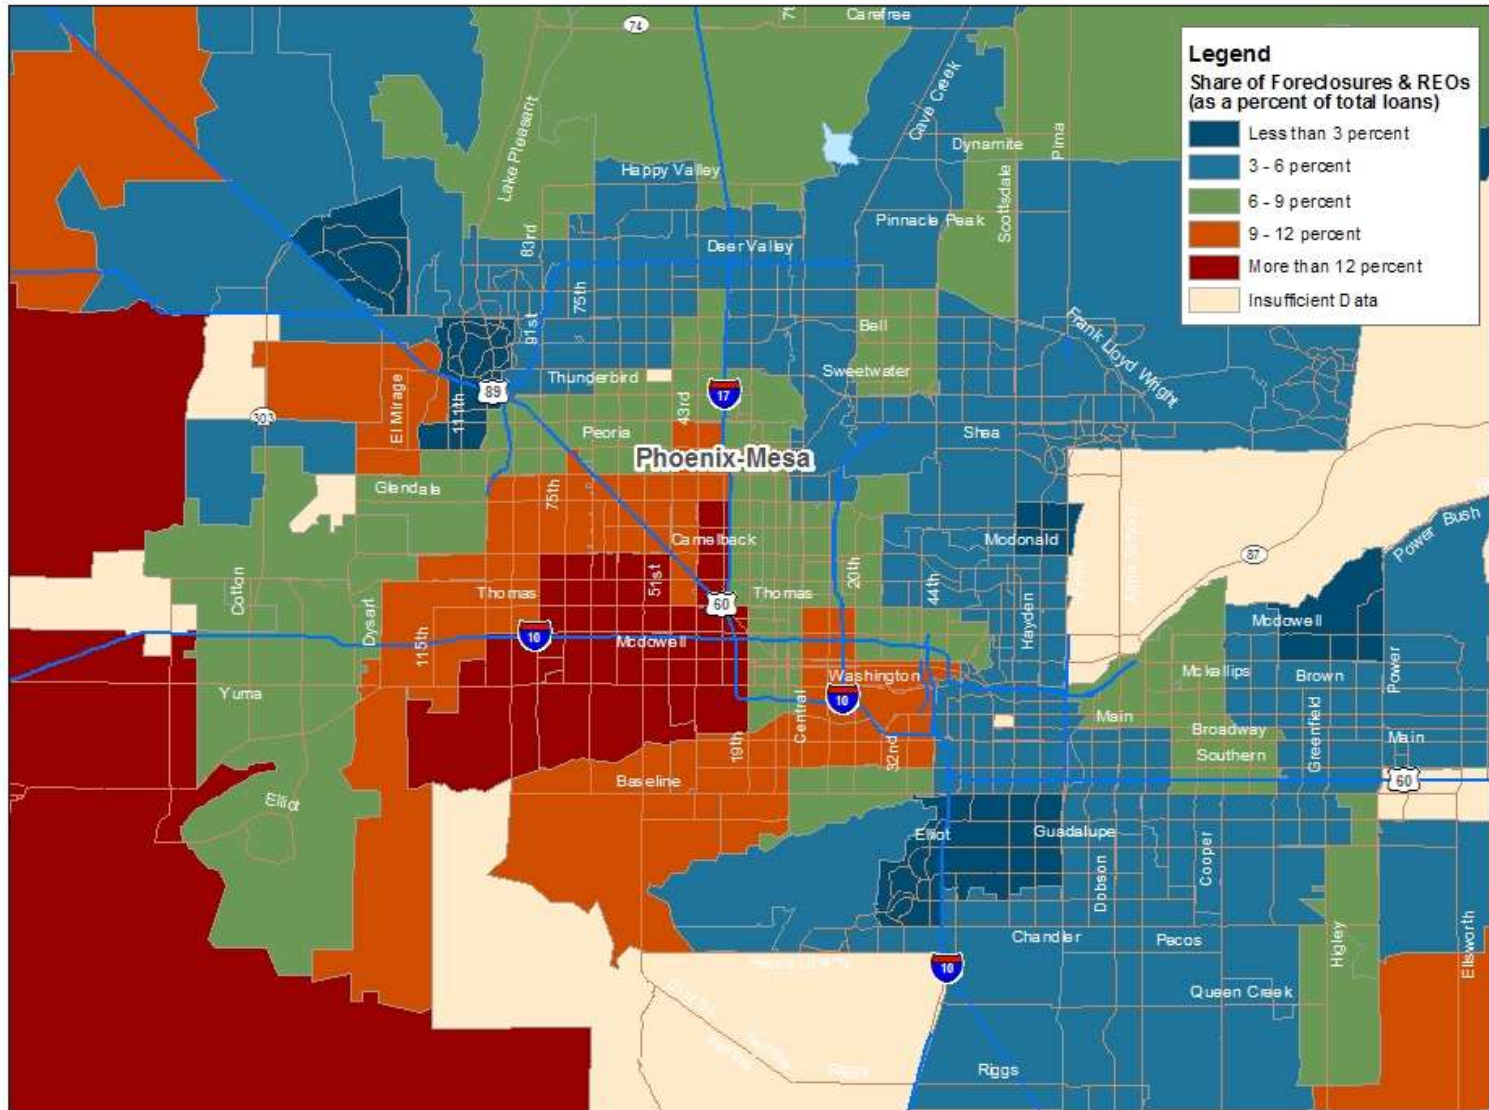 Carefree
74
7t
Legend
Share of Foreclosures & REOs
(as a percent of total loans)
Less than 3 percent
3 - 6 percent
6 - 9 percent
9 - 12 percent
More than 12 percent
Insufficient Data
Cave Creek
Lake Pleasant
Dynamite
Pima
Happy Valley
Scottsdale
Pinnacle Peak
83rd
Deer Valley
75th
91st
Bell
Frank Lloyd Wright
Thunderbird
Sweetwater
89
17
303
El Mirage
111th
43rd
Peoria
Shea
Phoenix-Mesa
Glendale
75th
Power Bush
Camelback
Mcdonald
87
Cotton
Thomas
51st
60
Thomas
20th
44th
Hayden
Dysart
115th
10
Mcdowell
Mcdowell
Yuma
Washington
Mckallips
Brown
Power
10
Central
Main
Broadway
Greenfield
Main
19th
32nd
Southern
Baseline
60
Elliot
Elliot
Guadalupe
Dobson
Cooper
Chandler
Pecos
Higley
Ellsworth
10
Queen Creek
Riggs
Riggs